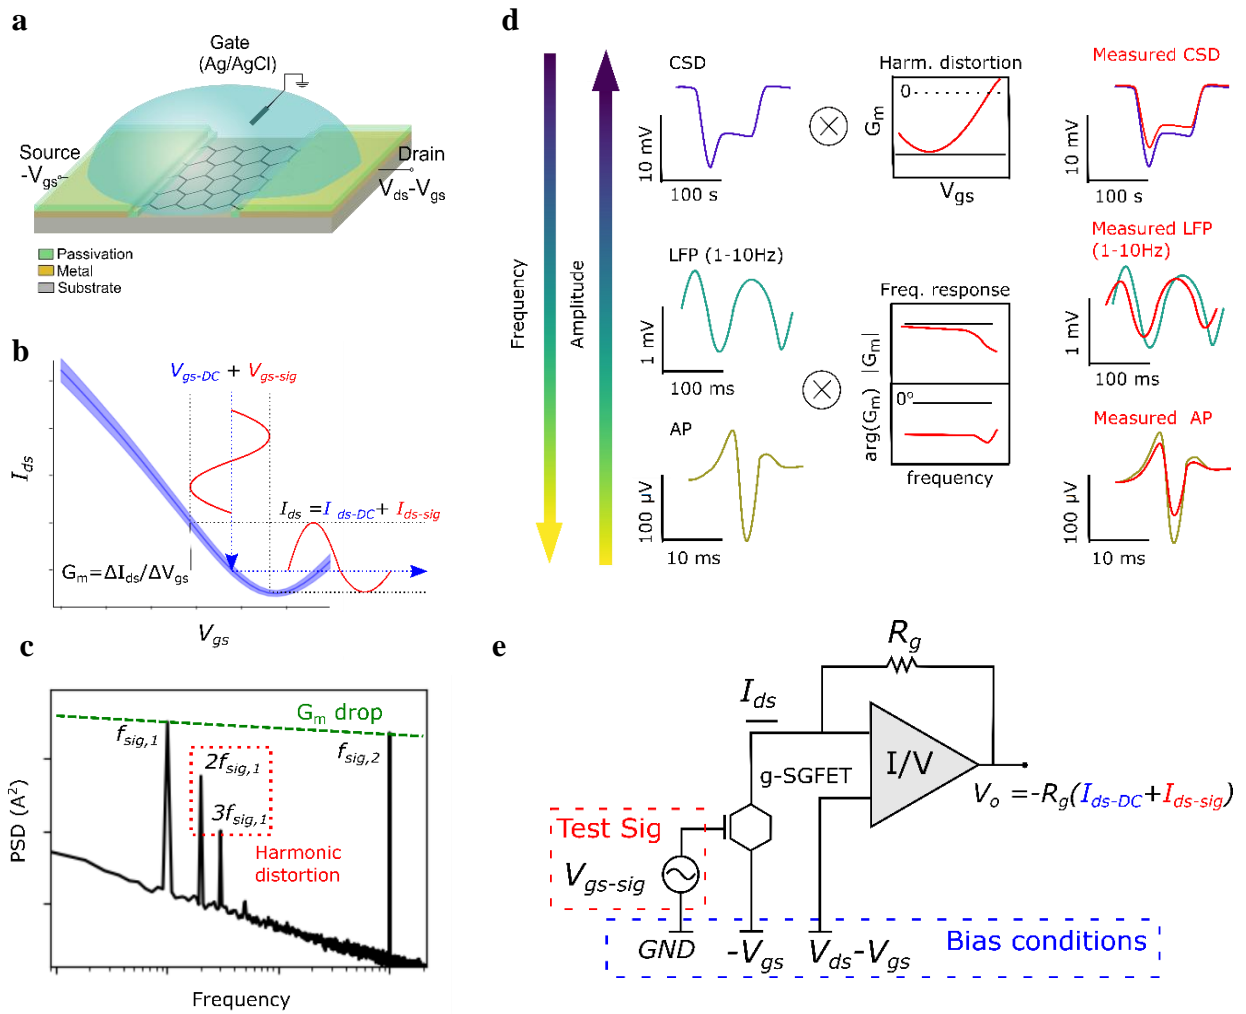 a
Gate
(Ag/AgCl)
Source
-Vgs
Drain
Vds-Vgs
Passivation
Metal
Substrate
b
Vgs-DC + Vgs-sig
Ids
Ids =I ds-DC+ Ids-sig
Gm=ΔIds/ΔVgs
Vgs
c
Gm drop
fsig,1
2fsig,1
3fsig,1
fsig,2
Harmonic
distortion
PSD (A²)
Frequency
d
Frequency
Amplitude
CSD
10 mV
100 s
Harm. distortion
0
Gm
Vgs
Measured CSD
10 mV
100 s
LFP (1-10Hz)
1 mV
100 ms
Freq. response
|Gm|
0°
arg(Gm)
frequency
Measured LFP
(1-10Hz)
1 mV
100 ms
AP
100 µV
10 ms
Measured AP
100 µV
10 ms
e
Rg
Ids
I/V
g-SGFET
Vo =-Rg(Ids-DC+Ids-sig)
Test Sig
Vgs-sig
GND
-Vgs
Vds-Vgs
Bias conditions